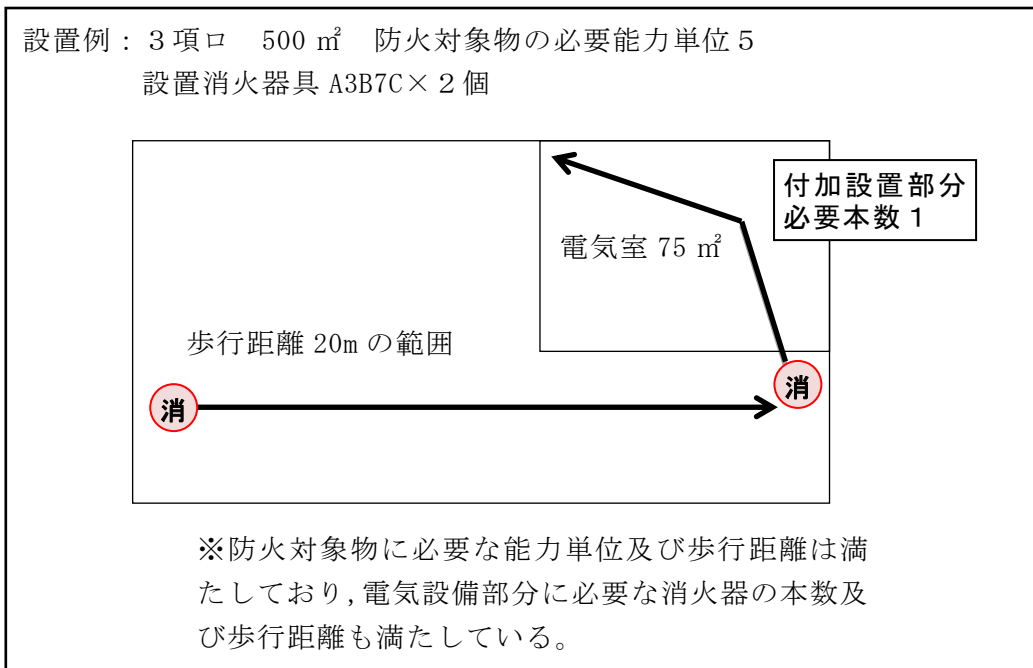 設置例：３項ロ　500 ㎡　防火対象物の必要能力単位５
設置消火器具 A3B7C×２個
付加設置部分
必要本数１
電気室 75 ㎡
歩行距離 20m の範囲
消
消
※防火対象物に必要な能力単位及び歩行距離は満
たしており,電気設備部分に必要な消火器の本数及
び歩行距離も満たしている。